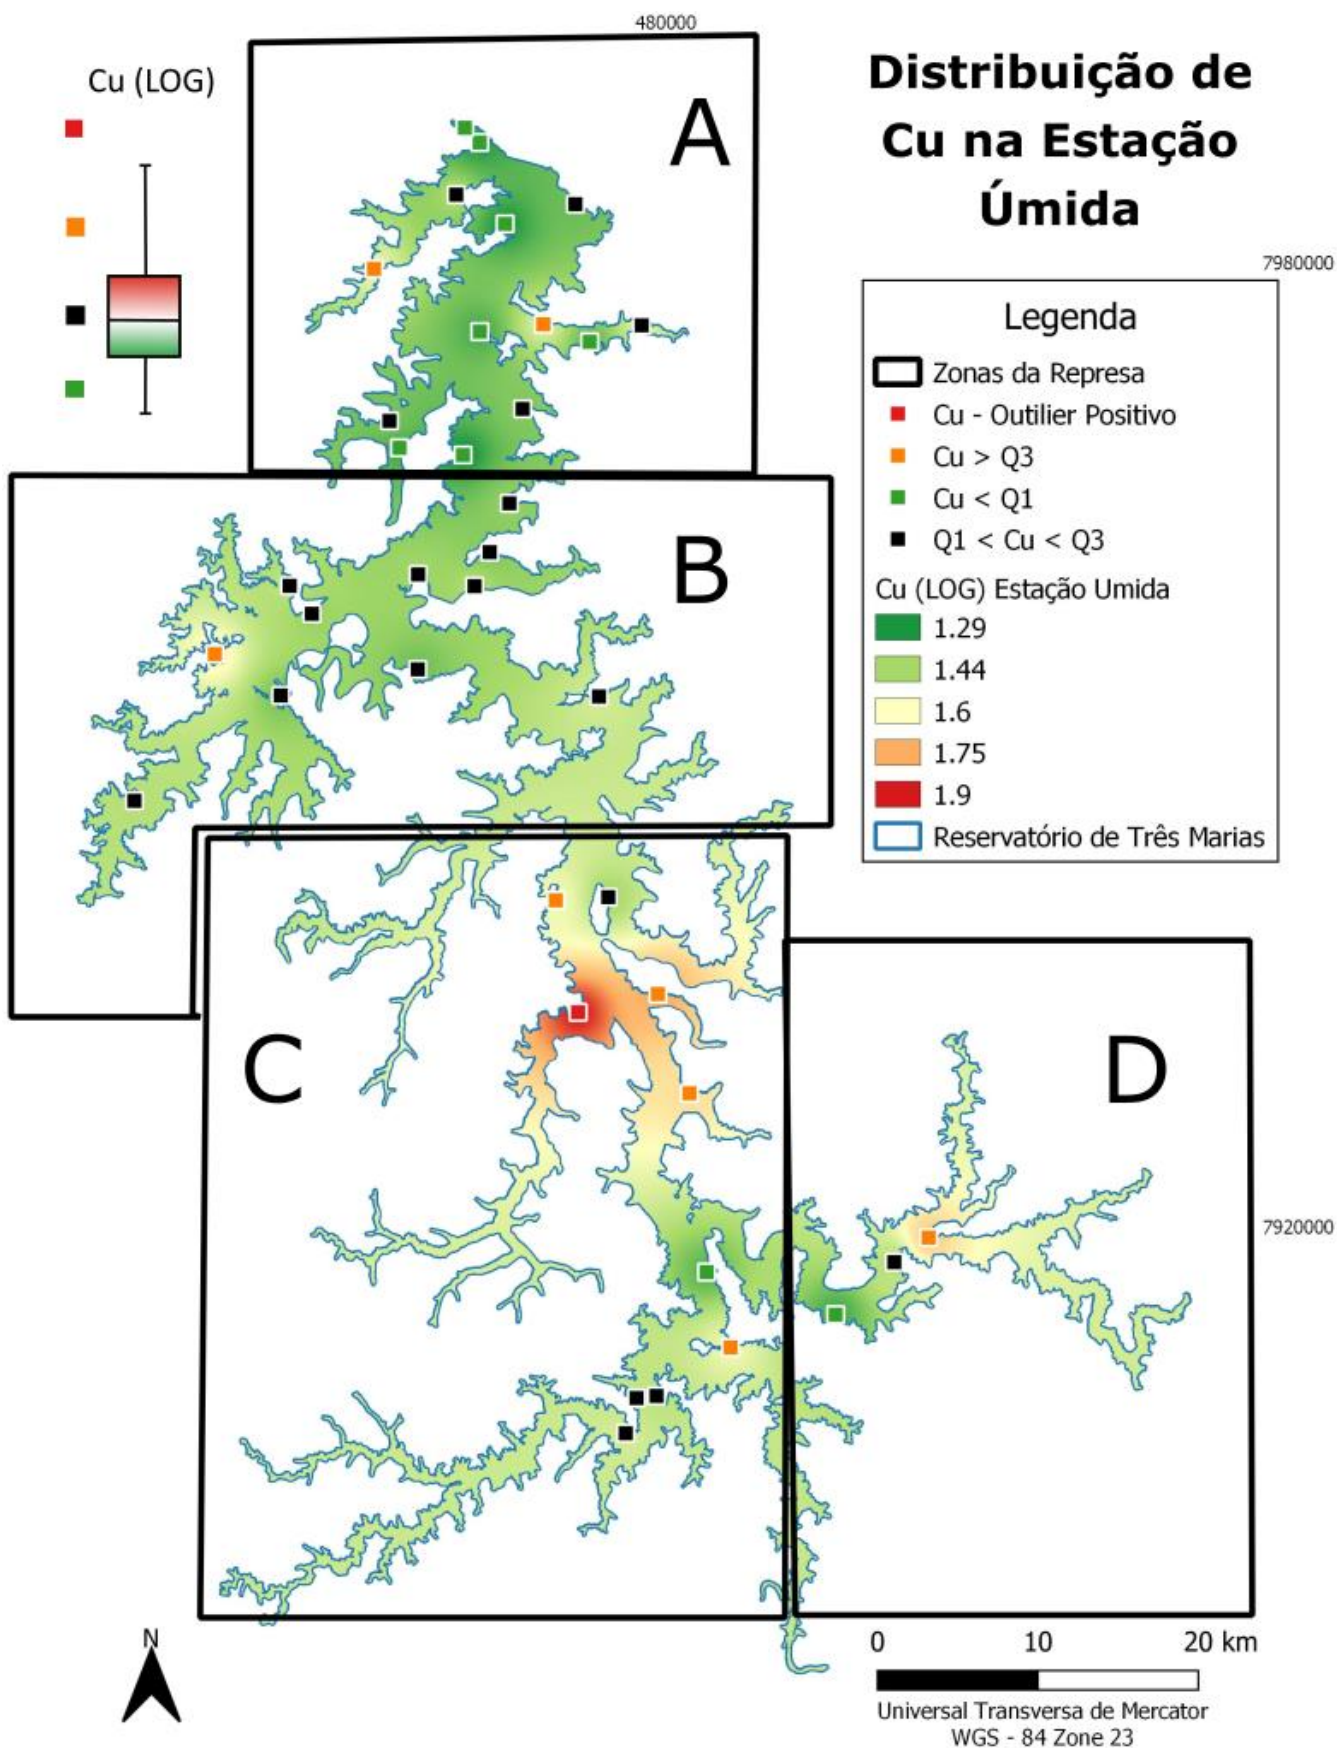 480000
Cu (LOG)
Distribuição de
Cu na Estação
Úmida
A
7980000
Legenda
Zonas da Represa
Cu - Outilier Positivo
Cu > Q3
Cu < Q1
Q1 < Cu < Q3
Cu (LOG) Estação Umida
1.29
1.44
1.6
1.75
1.9
Reservatório de Três Marias
B
C
D
7920000
N
0 10 20 km
Universal Transversa de Mercator
WGS - 84 Zone 23